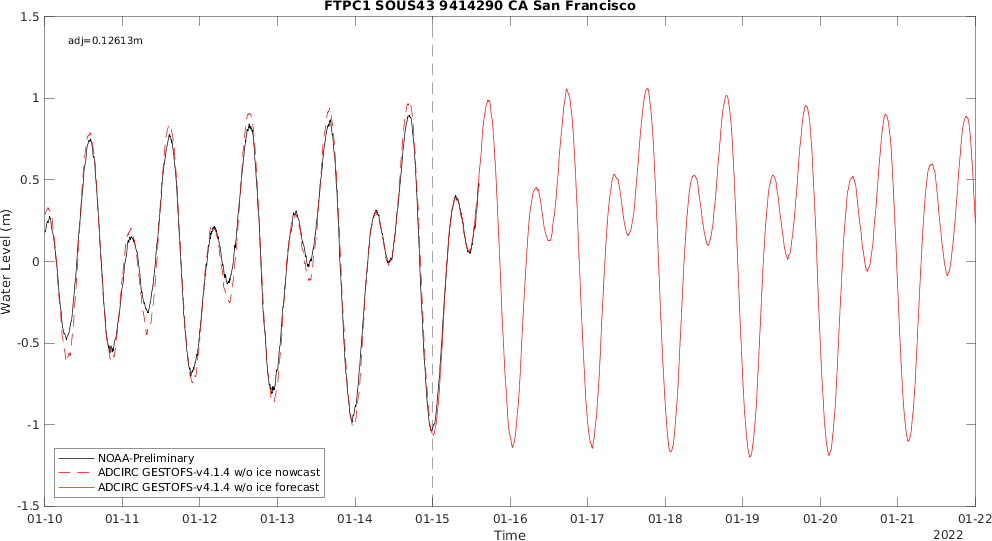 FTPC1 SOUS43 9414290 CA San Francisco
adj=0.12613m
1.5
1
0.5
0
-0.5
-1
-1.5
Water Level (m)
NOAA-Preliminary
ADCIRC GESTOFS-v4.1.4 w/o ice nowcast
ADCIRC GESTOFS-v4.1.4 w/o ice forecast
01-10 01-11 01-12 01-13 01-14 01-15 01-16 01-17 01-18 01-19 01-20 01-21 01-22
Time
2022